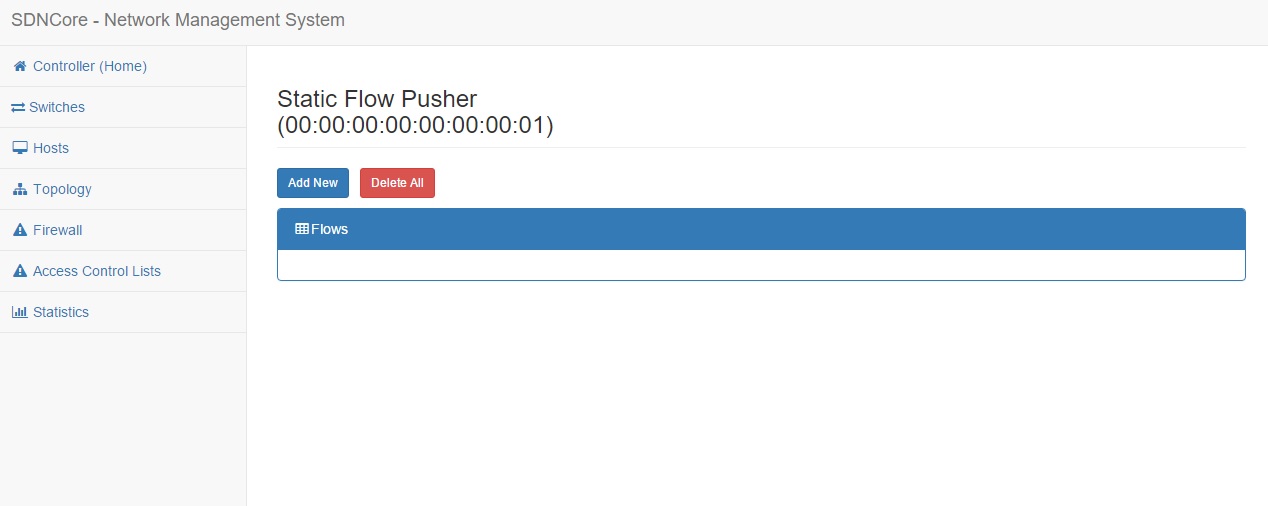 SDNCore - Network Management System
Controller (Home)
Switches
Hosts
Topology
Firewall
Access Control Lists
Statistics
Static Flow Pusher
(00:00:00:00:00:00:00:01)
Add New Delete All
Flows